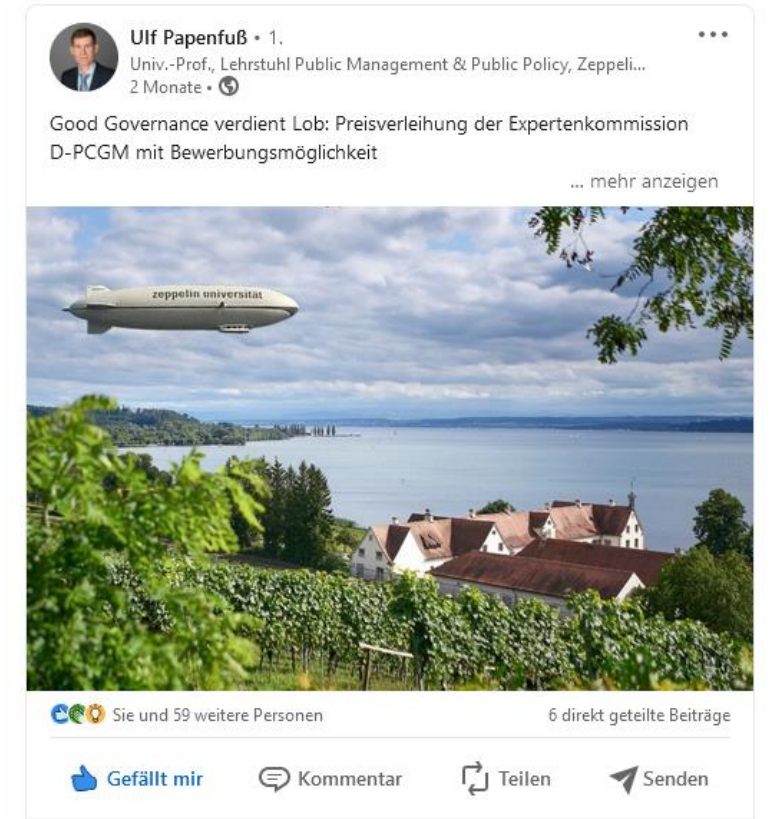 Ulf Papenfuß • 1.
Univ.-Prof., Lehrstuhl Public Management & Public Policy, Zeppeli...
2 Monate •
Good Governance verdient Lob: Preisverleihung der Expertenkommission
D-PCGM mit Bewerbungsmöglichkeit
... mehr anzeigen
zeppelin universität
Sie und 59 weitere Personen
6 direkt geteilte Beiträge
Gefällt mir
Kommentar
Teilen
Senden